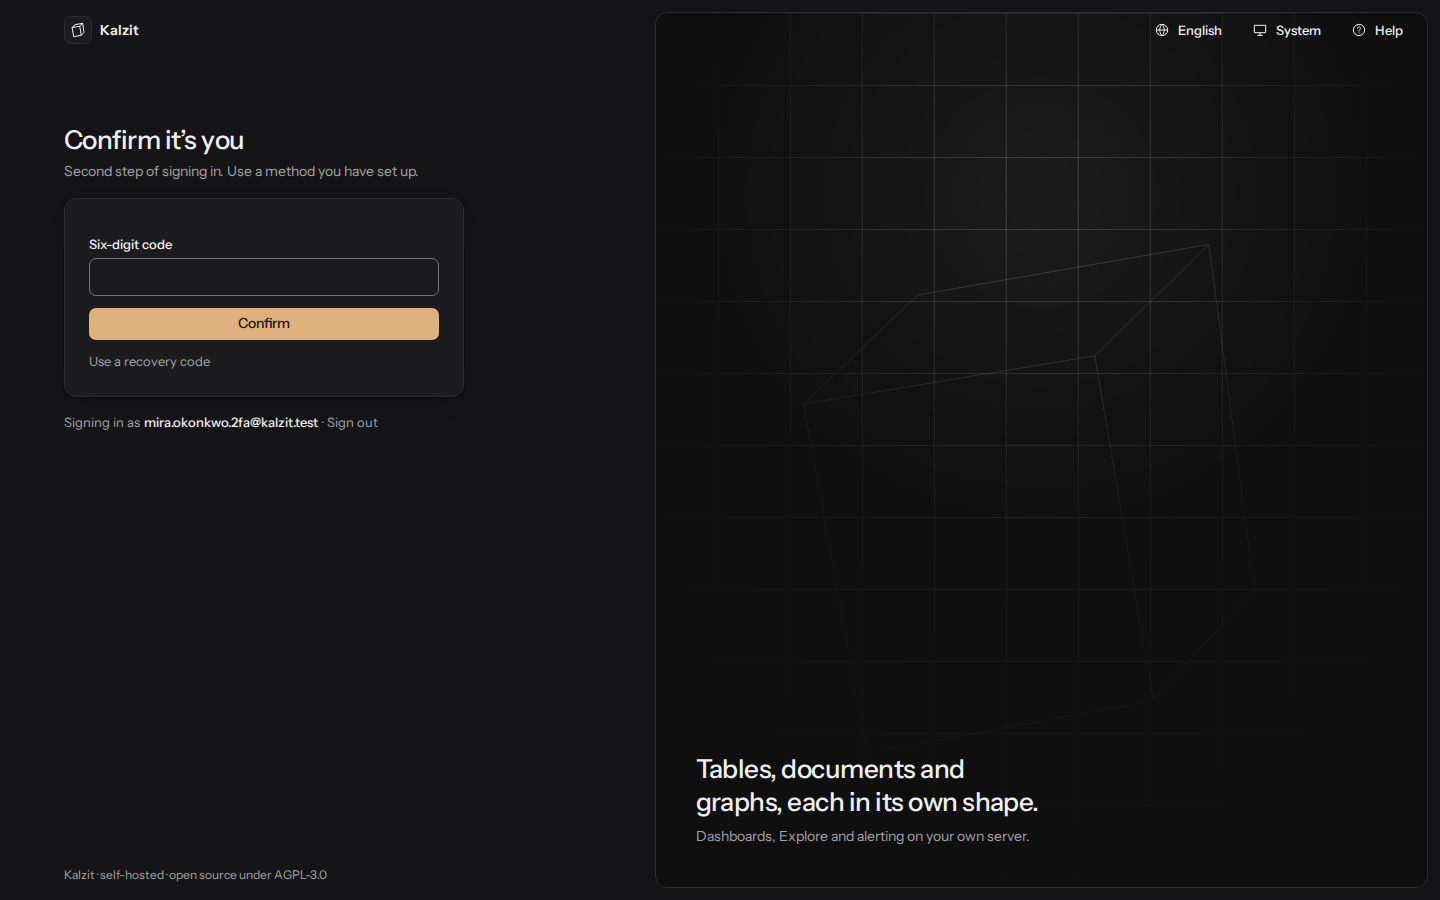 Kalzit
English
System
Help
Confirm it's you
Second step of signing in. Use a method you have set up.
Six-digit code
Confirm
Use a recovery code
Signing in as mira.okonkwo.2fa@kalzit.test · Sign out
Tables, documents and
graphs, each in its own shape.
Dashboards, Explore and alerting on your own server.
Kalzit · self-hosted · open source under AGPL-3.0